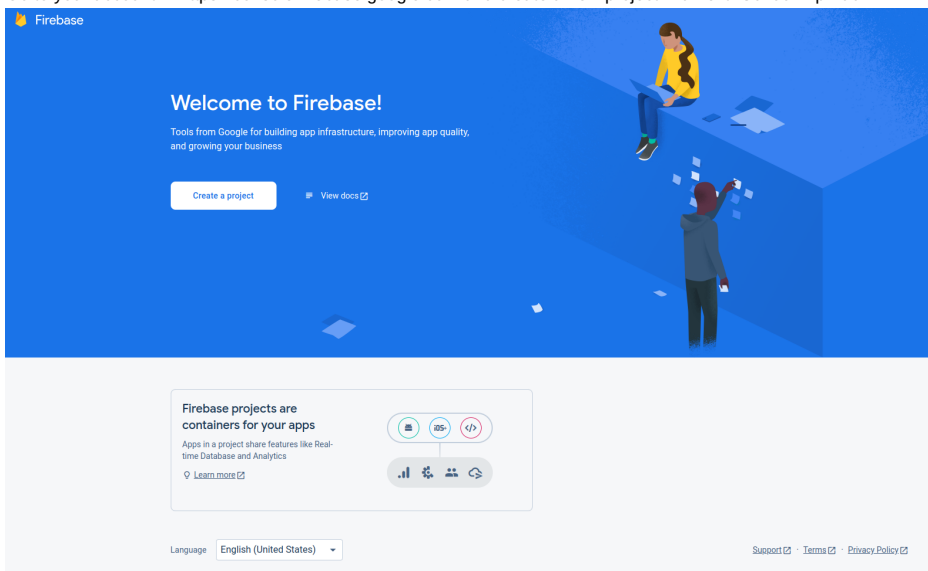 Firebase
Welcome to Firebase!
Tools from Google for building app infrastructure, improving app quality,
and growing your business
Create a project
View docs
Firebase projects are
containers for your apps
Apps in a project share features like Real-
time Database and Analytics
Learn more
iOS+
</>
Language
English (United States)
Support · Terms · Privacy Policy